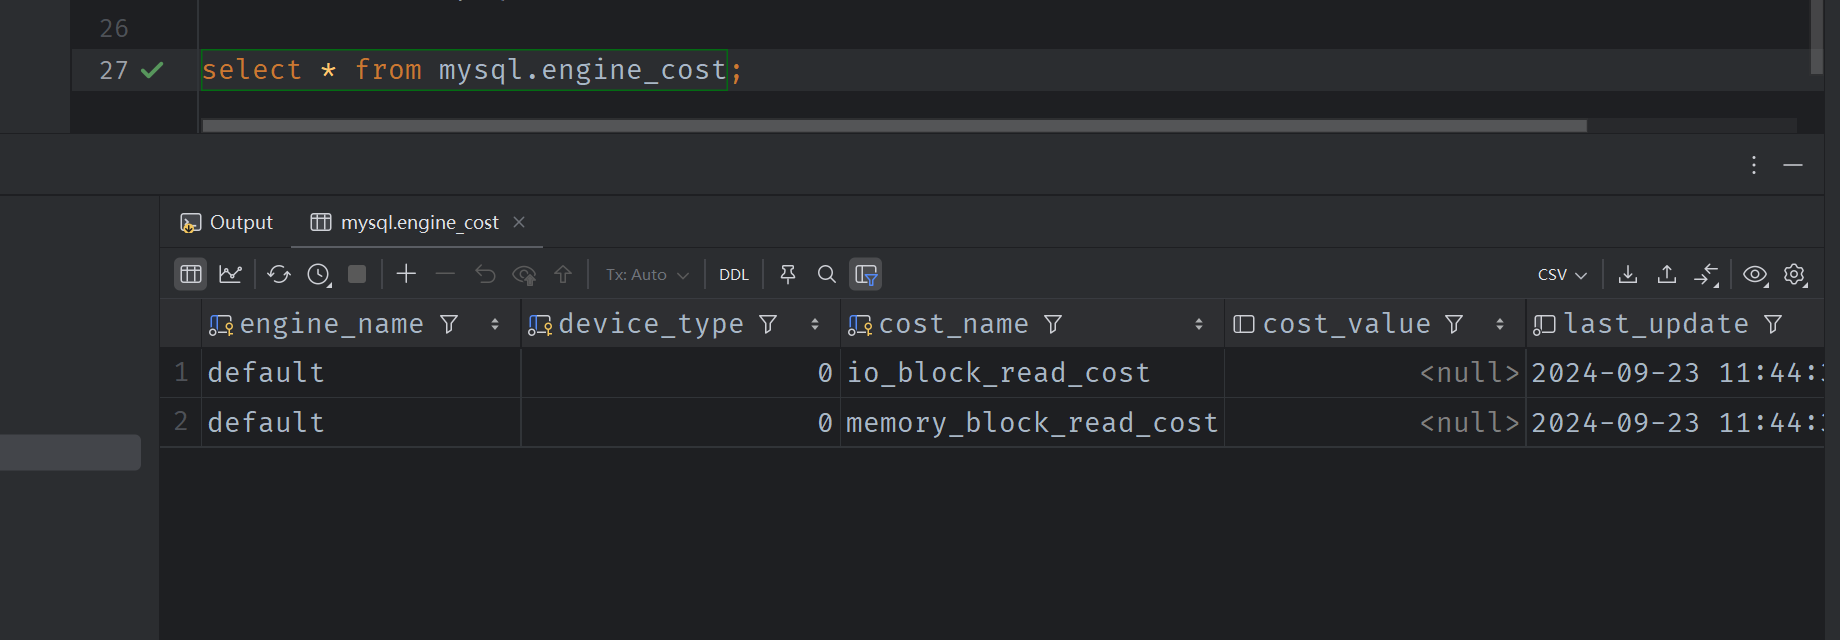 26
27 select * from mysql.engine_cost;
Output mysql.engine_cost
Tx: Auto DDL CSV
engine_name device_type cost_name cost_value last_update
1 default 0 io_block_read_cost <null> 2024-09-23 11:44:
2 default 0 memory_block_read_cost <null> 2024-09-23 11:44: